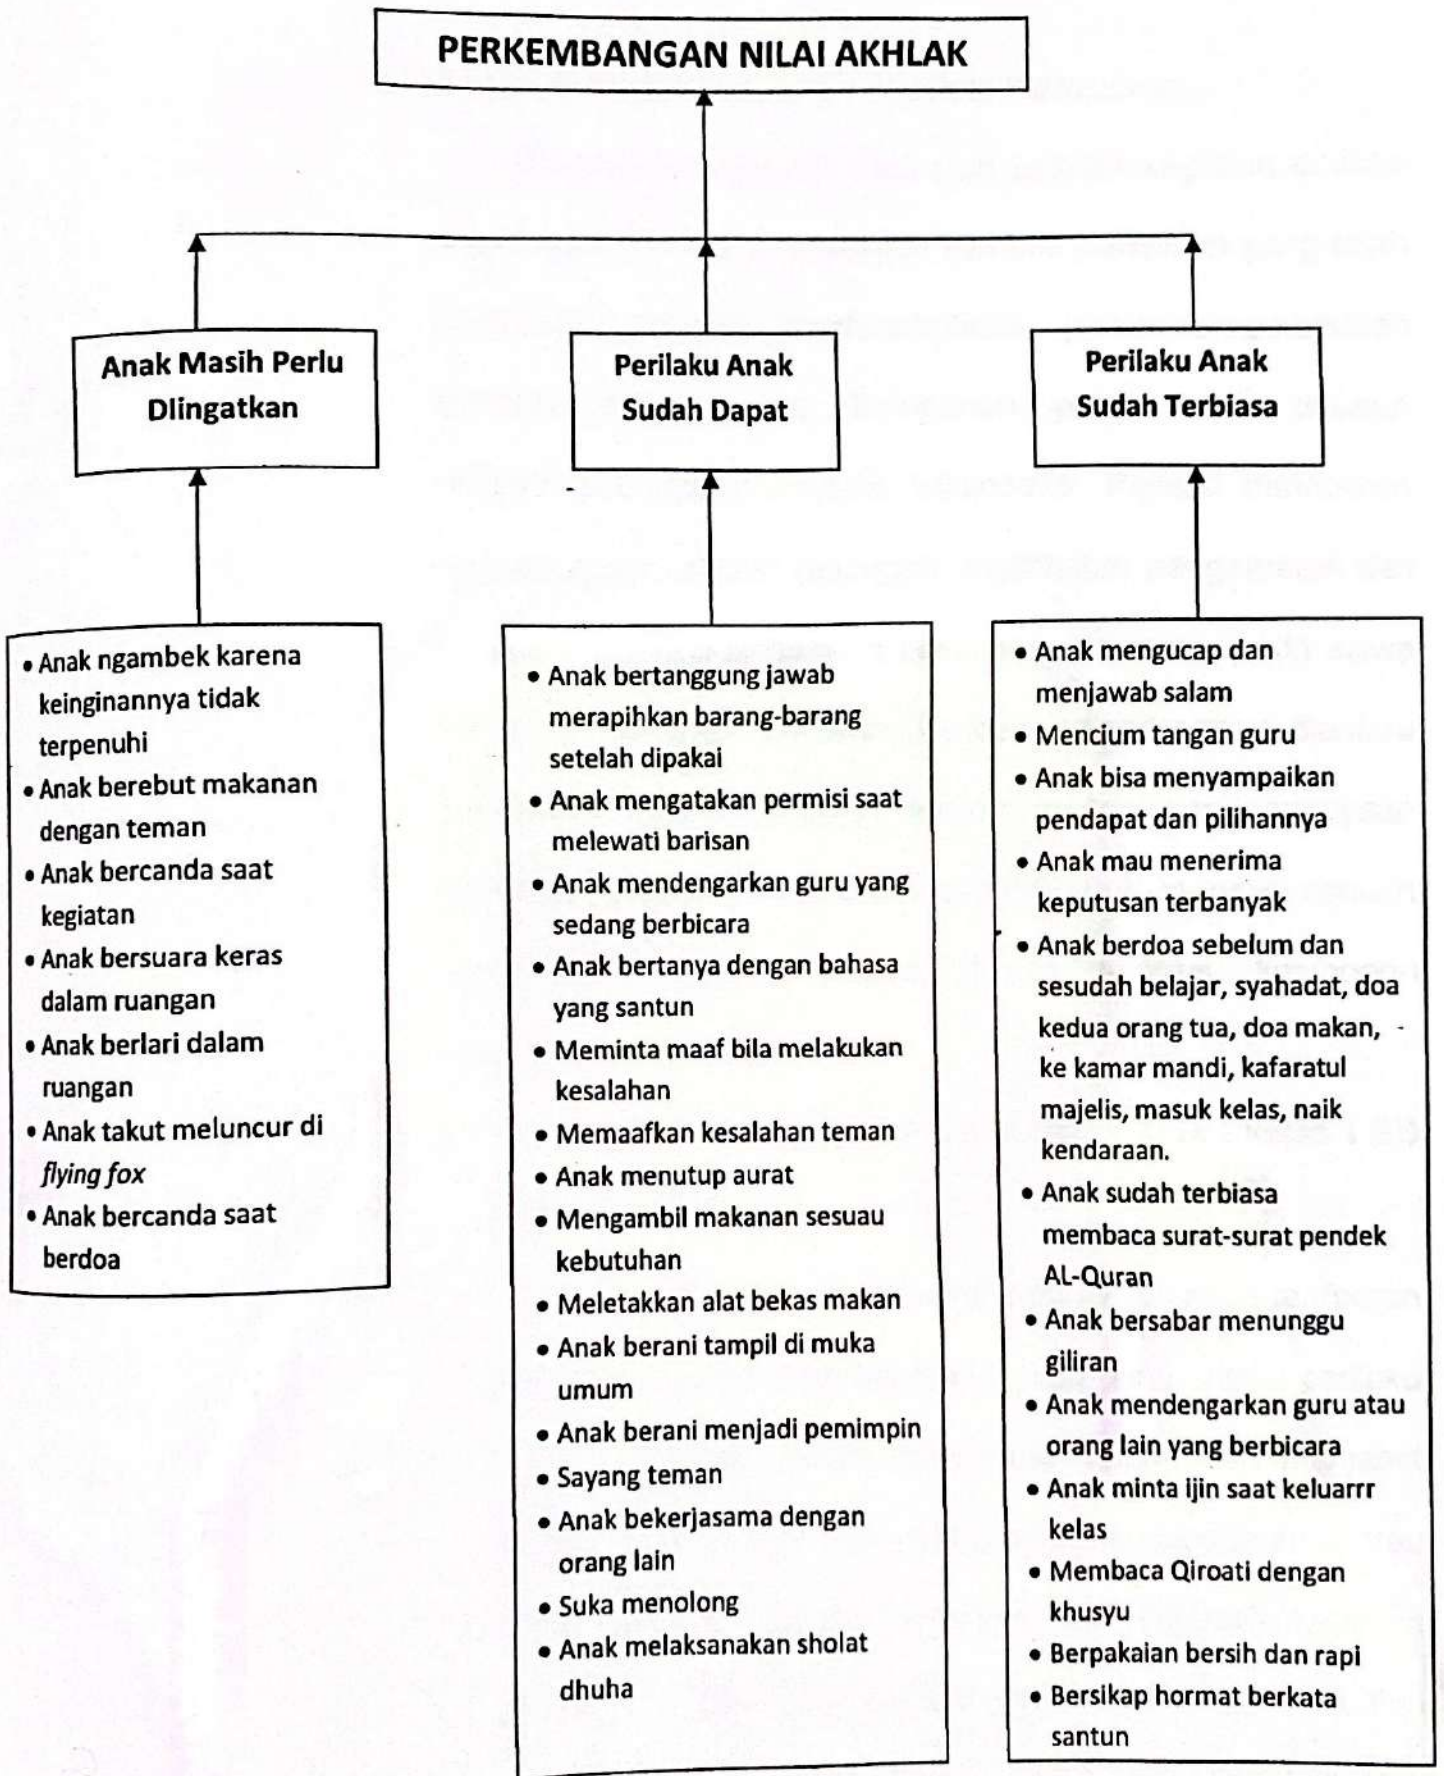 PERKEMBANGAN NILAI AKHLAK
Anak Masih Perlu
DIingatkan
• Anak ngambek karena
keinginannya tidak
terpenuhi
• Anak berebut makanan
dengan teman
• Anak bercanda saat
kegiatan
• Anak bersuara keras
dalam ruangan
• Anak berlari dalam
ruangan
• Anak takut meluncur di
flying fox
• Anak bercanda saat
berdoa
Perilaku Anak
Sudah Dapat
• Anak bertanggung jawab
merapihkan barang-barang
setelah dipakai
• Anak mengatakan permisi saat
melewati barisan
• Anak mendengarkan guru yang
sedang berbicara
• Anak bertanya dengan bahasa
yang santun
• Meminta maaf bila melakukan
kesalahan
• Memaafkan kesalahan teman
• Anak menutup aurat
• Mengambil makanan sesuau
kebutuhan
• Meletakkan alat bekas makan
• Anak berani tampil di muka
umum
• Anak berani menjadi pemimpin
• Sayang teman
• Anak bekerjasama dengan
orang lain
• Suka menolong
• Anak melaksanakan sholat
dhuha
Perilaku Anak
Sudah Terbiasa
• Anak mengucap dan
menjawab salam
• Mencium tangan guru
• Anak bisa menyampaikan
pendapat dan pilihannya
• Anak mau menerima
keputusan terbanyak
• Anak berdoa sebelum dan
sesudah belajar, syahadat, doa
kedua orang tua, doa makan,
ke kamar mandi, kafaratul
majelis, masuk kelas, naik
kendaraan.
• Anak sudah terbiasa
membaca surat-surat pendek
AL-Quran
• Anak bersabar menunggu
giliran
• Anak mendengarkan guru atau
orang lain yang berbicara
• Anak minta ijin saat keluarrr
kelas
• Membaca Qiroati dengan
khusyu
• Berpakaian bersih dan rapi
• Bersikap hormat berkata
santun